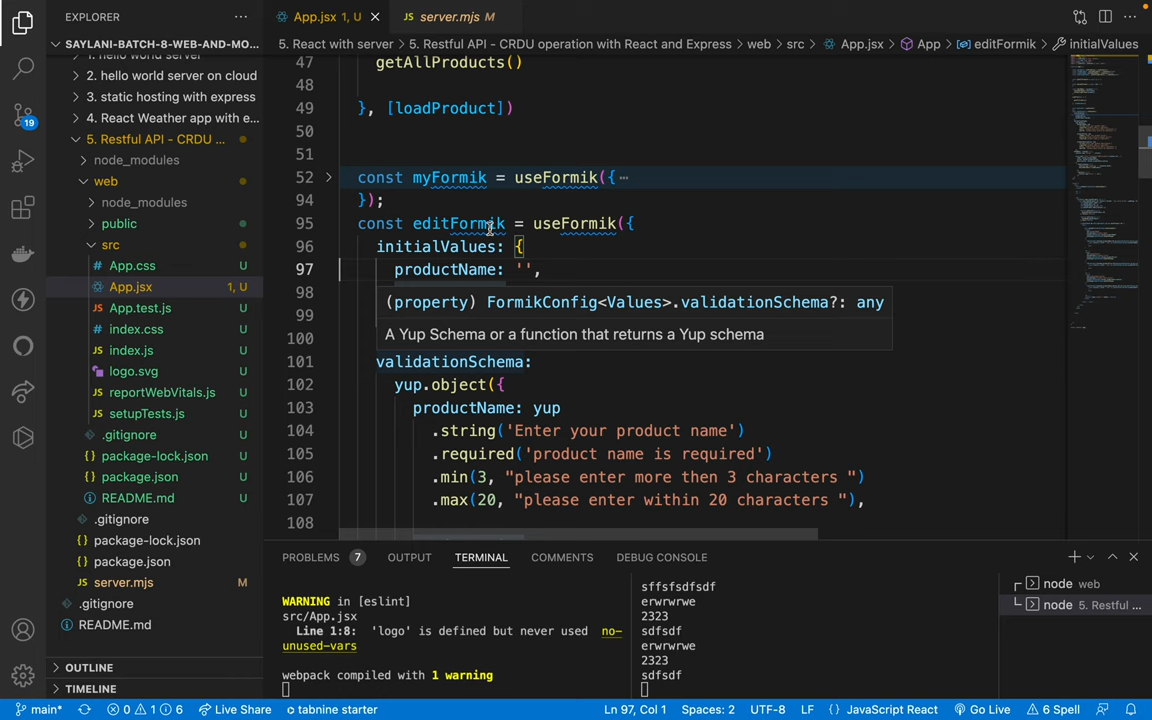 EXPLORER
SAYLANI-BATCH-8-WEB-AND-MO...
2. hello world server on cloud
3. static hosting with express
4. React Weather app with e...
5. Restful API - CRDU ...
node_modules
web
node_modules
public
src
App.css
App.jsx 1, U
App.test.js U
index.css U
index.js U
logo.svg U
reportWebVitals.js U
setupTests.js U
.gitignore U
package-lock.json U
package.json U
README.md U
.gitignore
package-lock.json
package.json
server.mjs M
.gitignore
README.md
OUTLINE
TIMELINE
19
App.jsx 1, U
JS server.mjs M
5. React with server > 5. Restful API - CRDU operation with React and Express > web > src > App.jsx > App > editFormik > initialValues
47 getAllProducts()
48
49 }, [loadProduct])
50
51
52 const myFormik = useFormik({
94 });
95 const editFormik = useFormik({
96 initialValues: {
97 productName: '',
98
99
(property) FormikConfig<Values>.validationSchema?: any
A Yup Schema or a function that returns a Yup schema
100
101 validationSchema:
102 yup.object({
103 productName: yup
104 .string('Enter your product name')
105 .required('product name is required')
106 .min(3, "please enter more then 3 characters ")
107 .max(20, "please enter within 20 characters "),
108
PROBLEMS 7 OUTPUT TERMINAL COMMENTS DEBUG CONSOLE
WARNING in [eslint]
src/App.jsx
Line 1:8: 'logo' is defined but never used no-
unused-vars
webpack compiled with 1 warning
sffsfsdfsdf
erwrwrwe
2323
sdfsdf
erwrwrwe
2323
sdfsdf
node web
node 5. Restful ...
main* 0 1 6 Live Share tabnine starter Ln 97, Col 1 Spaces: 2 UTF-8 LF {} JavaScript React Go Live 6 Spell